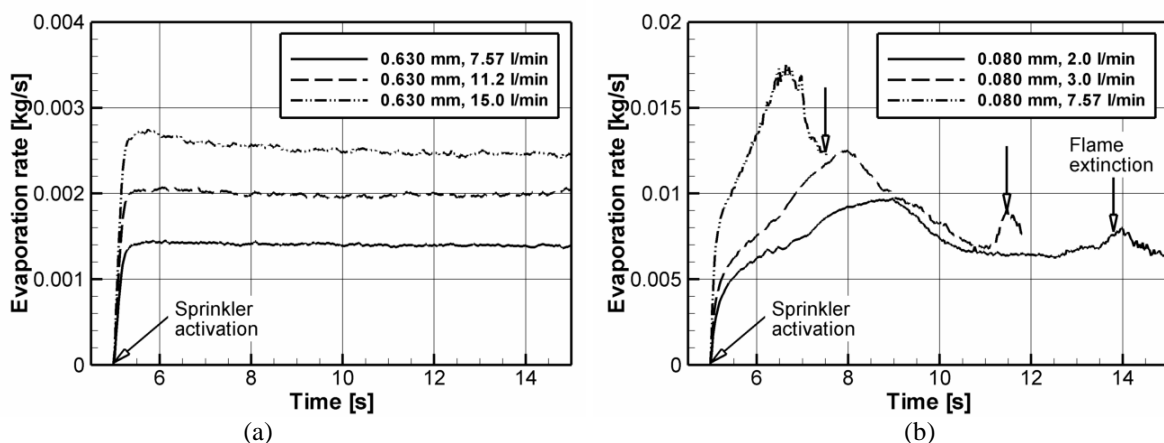 0.004
0.003
0.002
0.001
0
Evaporation rate [kg/s]
0.630 mm, 7.57 l/min
0.630 mm, 11.2 l/min
0.630 mm, 15.0 l/min
Sprinkler
activation
6 8 10 12 14
Time [s]
(a)
0.02
0.015
0.01
0.005
0
Evaporation rate [kg/s]
0.080 mm, 2.0 l/min
0.080 mm, 3.0 l/min
0.080 mm, 7.57 l/min
Flame
extinction
Sprinkler
activation
6 8 10 12 14
Time [s]
(b)